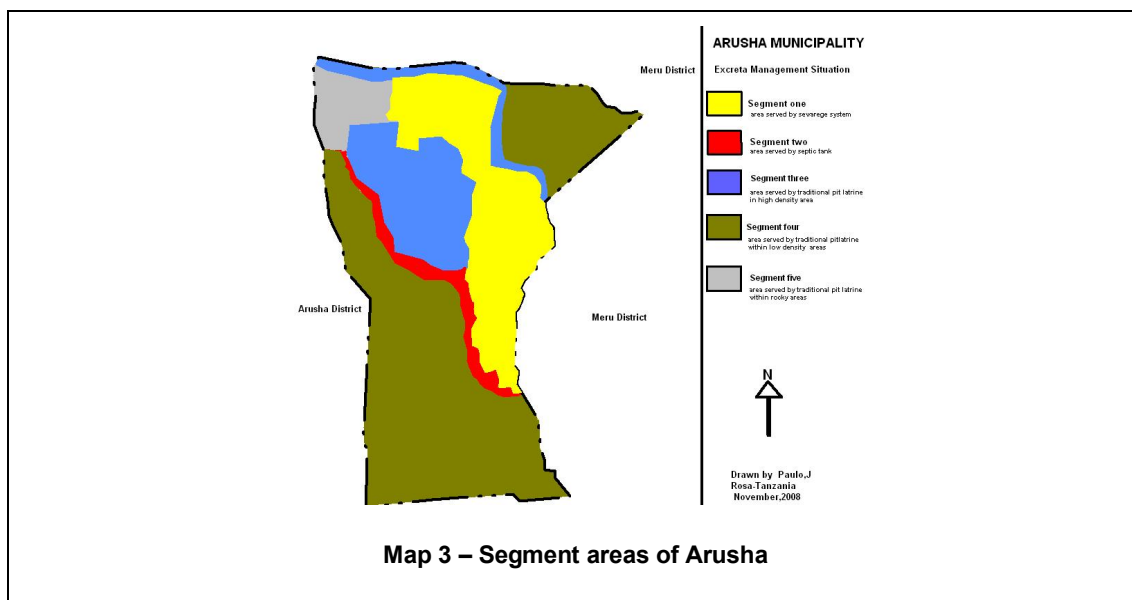 ARUSHA MUNICIPALITY
Meru District
Excreta Management Situation
Segment one
area served by sewarege system
Segment two
area served by septic tank
Segment three
area served by traditional pit latrine
in high density area
Segment four
area served by traditional pitlatrine
within low density areas
Segment five
area served by traditional pit latrine
within rocky areas
Arusha District
Meru District
N
Drawn by Paulo,J
Rosa-Tanzania
November,2008
Map 3 – Segment areas of Arusha